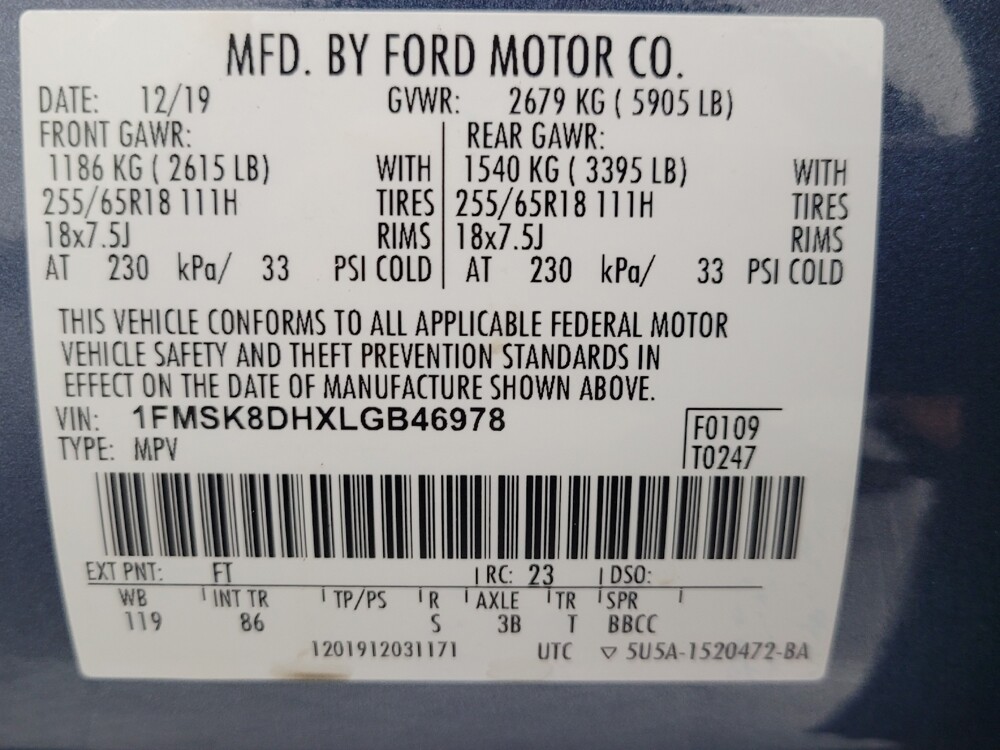 MFD. BY FORD MOTOR CO.
DATE: 12/19 GVWR: 2679 KG ( 5905 LB)
FRONT GAWR: REAR GAWR:
1186 KG ( 2615 LB) WITH 1540 KG ( 3395 LB) WITH
255/65R18 111H TIRES 255/65R18 111H TIRES
18x7.5J RIMS 18x7.5J RIMS
AT 230 kPa/ 33 PSI COLD AT 230 kPa/ 33 PSI COLD
THIS VEHICLE CONFORMS TO ALL APPLICABLE FEDERAL MOTOR
VEHICLE SAFETY AND THEFT PREVENTION STANDARDS IN
EFFECT ON THE DATE OF MANUFACTURE SHOWN ABOVE.
VIN: 1FMSK8DHXLGB46978 F0109
TYPE: MPV T0247
EXT PNT: FT RC: 23 DSO:
WB INT TR TP/PS R AXLE TR SPR
119 86 S 3B T BBCC
1201912031171 UTC ▽ 5U5A-1520472-BA